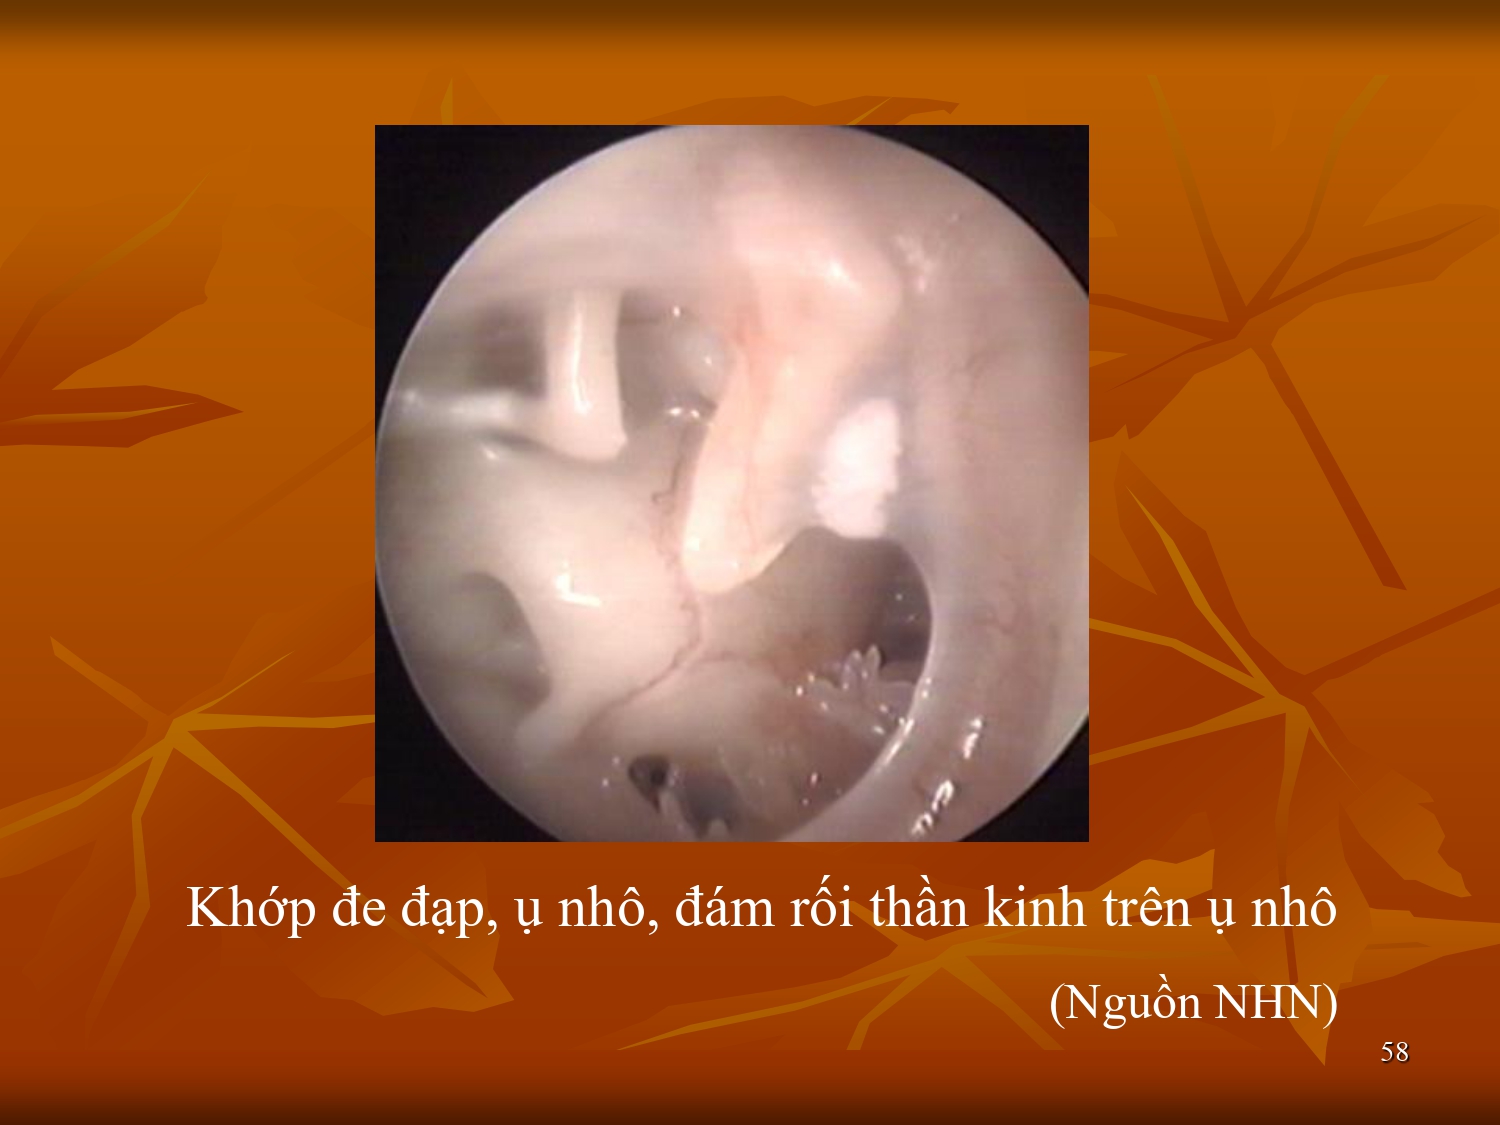 Khớp đe đạp, ụ nhô, đám rối thần kinh trên ụ nhô
(Nguồn NHN)
58